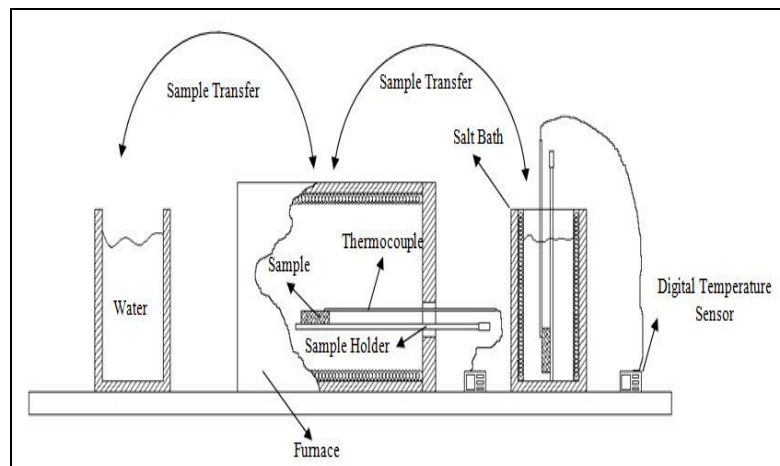 Sample Transfer
Sample Transfer
Salt Bath
Thermocouple
Sample
Water
Digital Temperature
Sensor
Sample Holder
Furnace